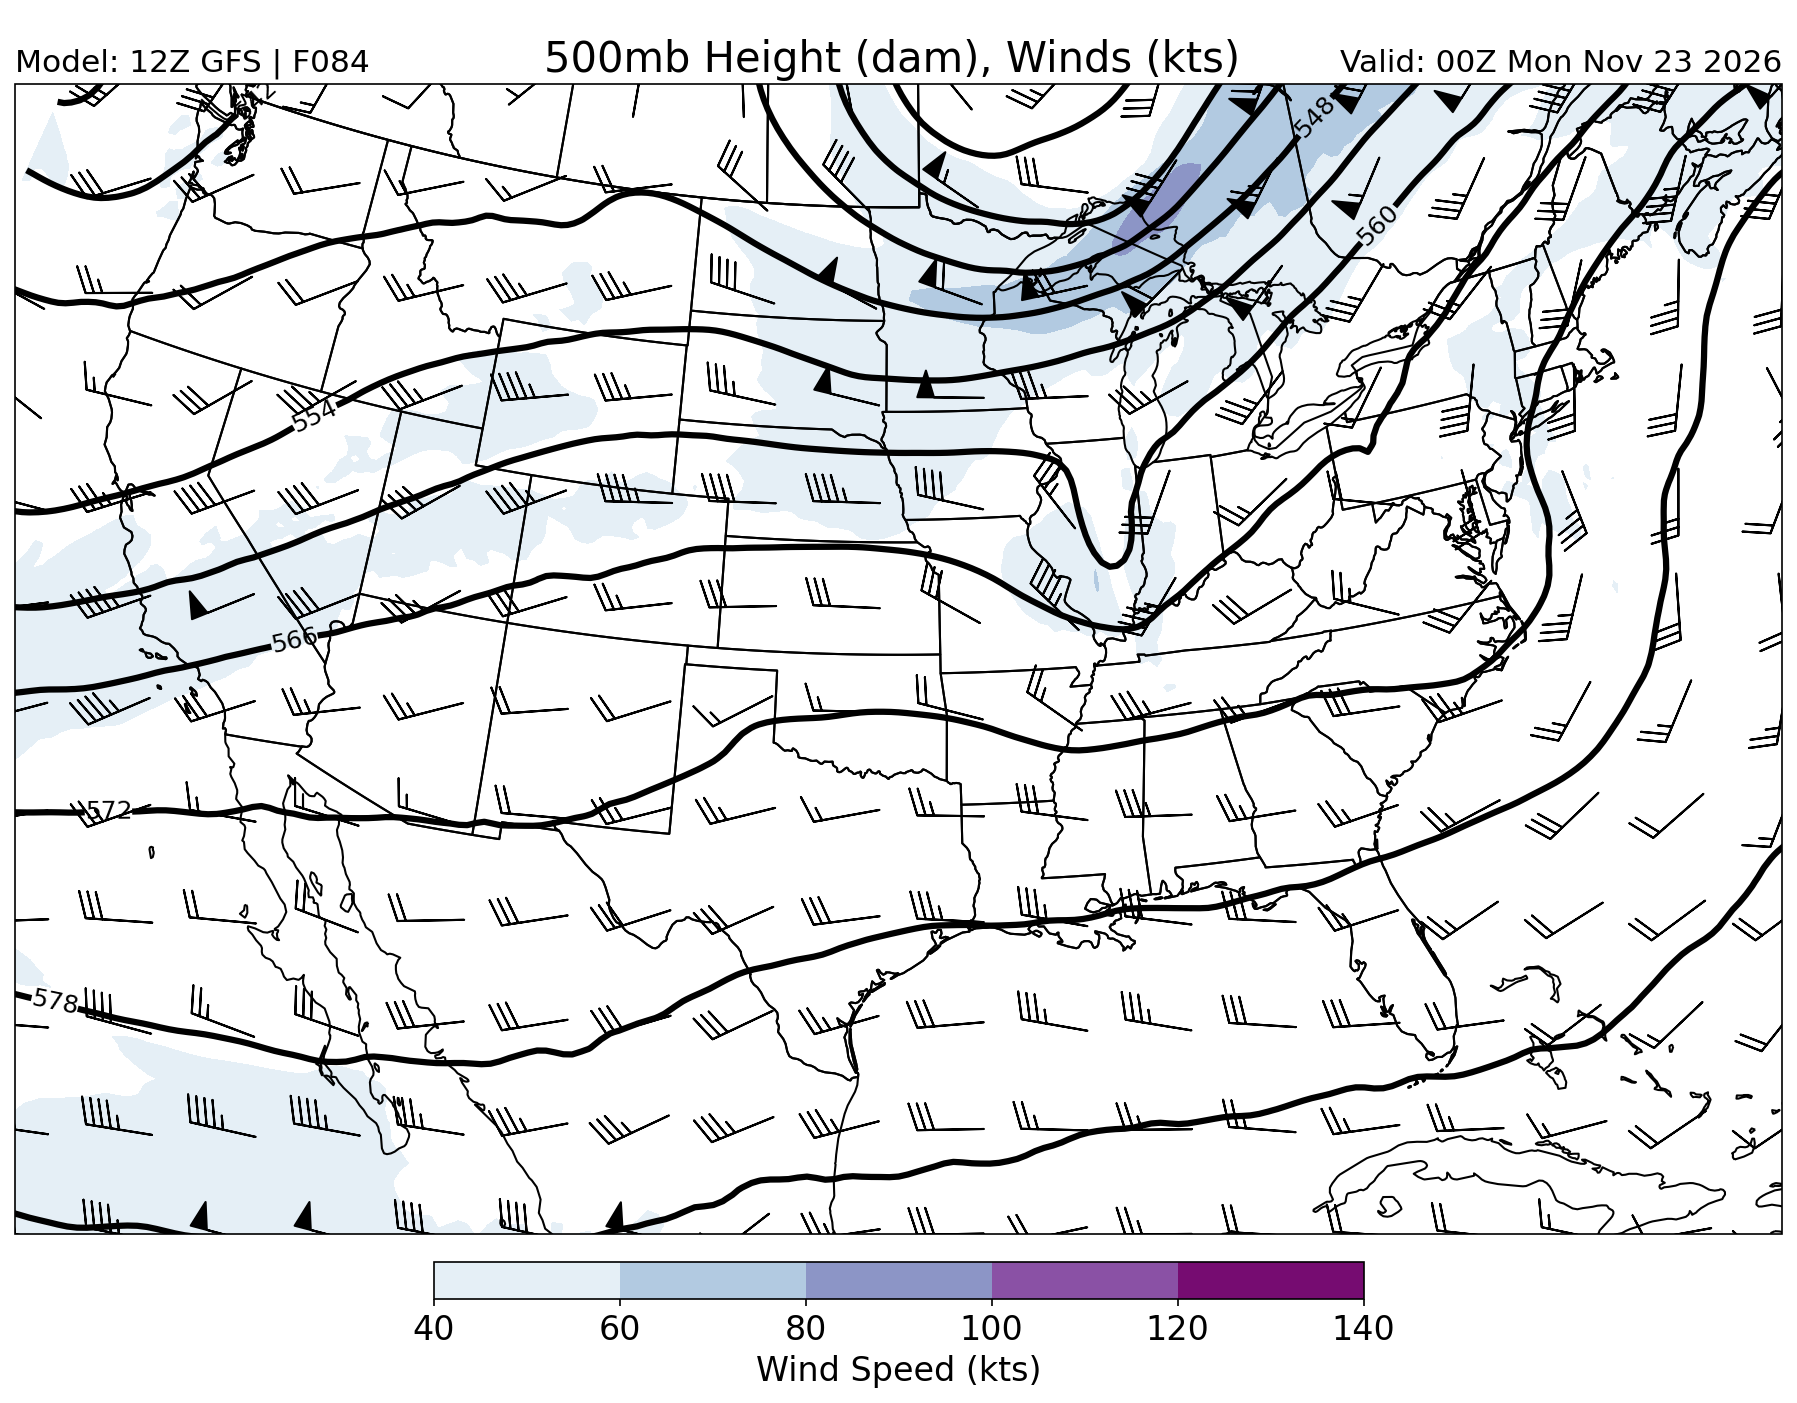 Model: 12Z GFS | F084
500mb Height (dam), Winds (kts)
Valid: 00Z Mon Nov 23 2026
548
560
554
566
572
578
40 60 80 100 120 140
Wind Speed (kts)